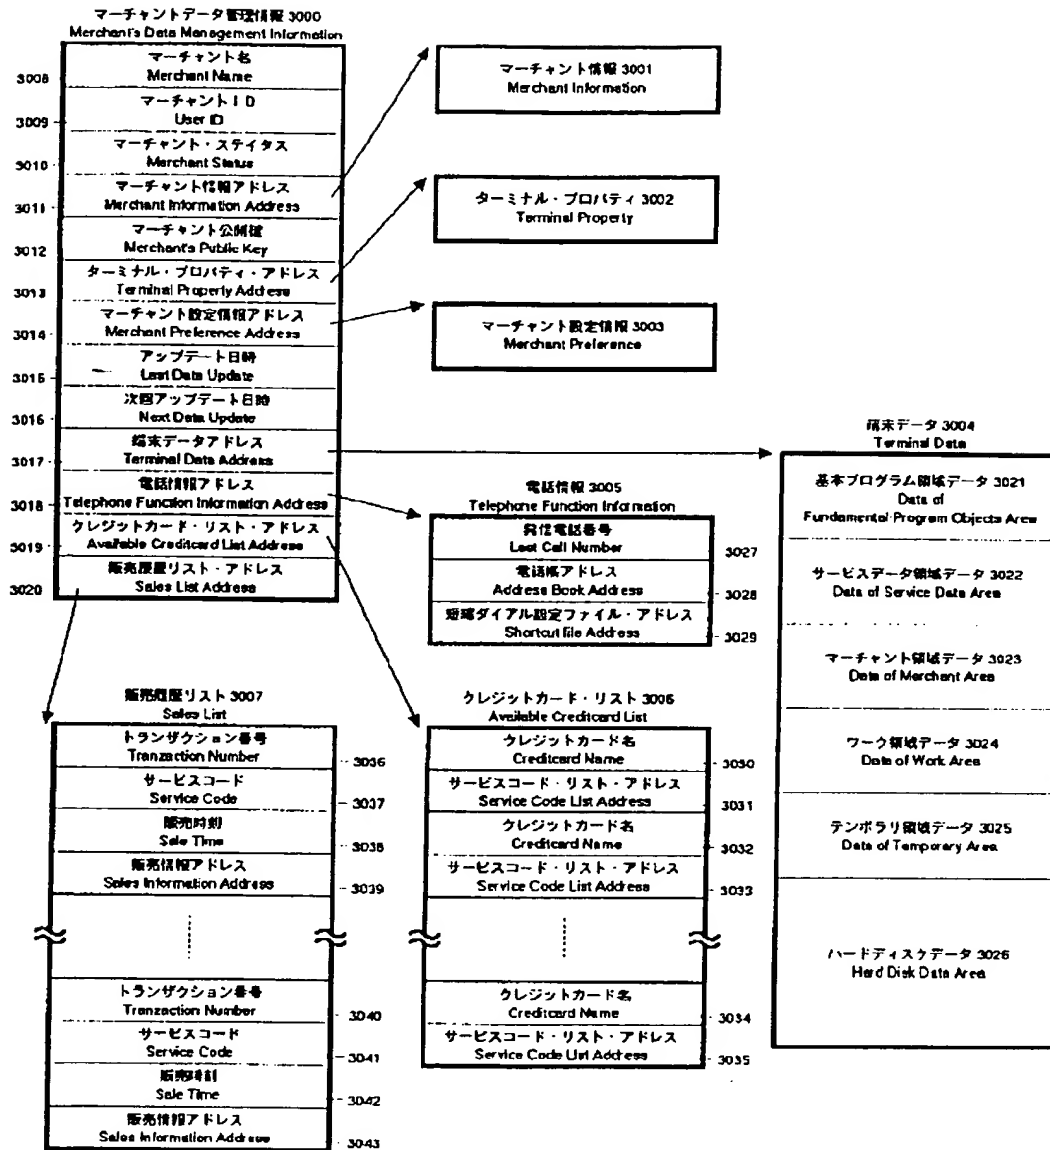 マーチャントデータ管理情報 3000
Merchant's Data Management Information
3008
マーチャント名
Merchant Name
3009
マーチャントID
User ID
3010
マーチャント・ステイタス
Merchant Status
3011
マーチャント情報アドレス
Merchant Information Address
3012
マーチャント公開鍵
Merchant's Public Key
3013
ターミナル・プロパティ・アドレス
Terminal Property Address
3014
マーチャント設定情報アドレス
Merchant Preference Address
3015
アップデート日時
Last Data Update
3016
次回アップデート日時
Next Data Update
3017
端末データアドレス
Terminal Data Address
3018
電話情報アドレス
Telephone Function Information Address
3019
クレジットカード・リスト・アドレス
Available Creditcard List Address
3020
販売履歴リスト・アドレス
Sales List Address
マーチャント情報 3001
Merchant Information
ターミナル・プロパティ 3002
Terminal Property
マーチャント設定情報 3003
Merchant Preference
端末データ 3004
Terminal Data
基本プログラム領域データ 3021
Data of
Fundamental Program Objects Area
サービスデータ領域データ 3022
Data of Service Data Area
マーチャント領域データ 3023
Data of Merchant Area
ワーク領域データ 3024
Data of Work Area
テンポラリ領域データ 3025
Data of Temporary Area
ハードディスクデータ 3026
Hard Disk Data Area
電話情報 3005
Telephone Function Information
発信電話番号
Last Call Number
3027
電話帳アドレス
Address Book Address
3028
短縮ダイアル設定ファイル・アドレス
Shortcut file Address
3029
販売履歴リスト 3007
Sales List
トランザクション番号
Tranzaction Number
3036
サービスコード
Service Code
3037
販売時刻
Sale Time
3038
販売情報アドレス
Sales Information Address
3039
トランザクション番号
Tranzaction Number
3040
サービスコード
Service Code
3041
販売時刻
Sale Time
3042
販売情報アドレス
Sales Information Address
3043
クレジットカード・リスト 3006
Available Creditcard List
クレジットカード名
Creditcard Name
3030
サービスコード・リスト・アドレス
Service Code List Address
3031
クレジットカード名
Creditcard Name
3032
サービスコード・リスト・アドレス
Service Code List Address
3033
クレジットカード名
Creditcard Name
3034
サービスコード・リスト・アドレス
Service Code List Address
3035